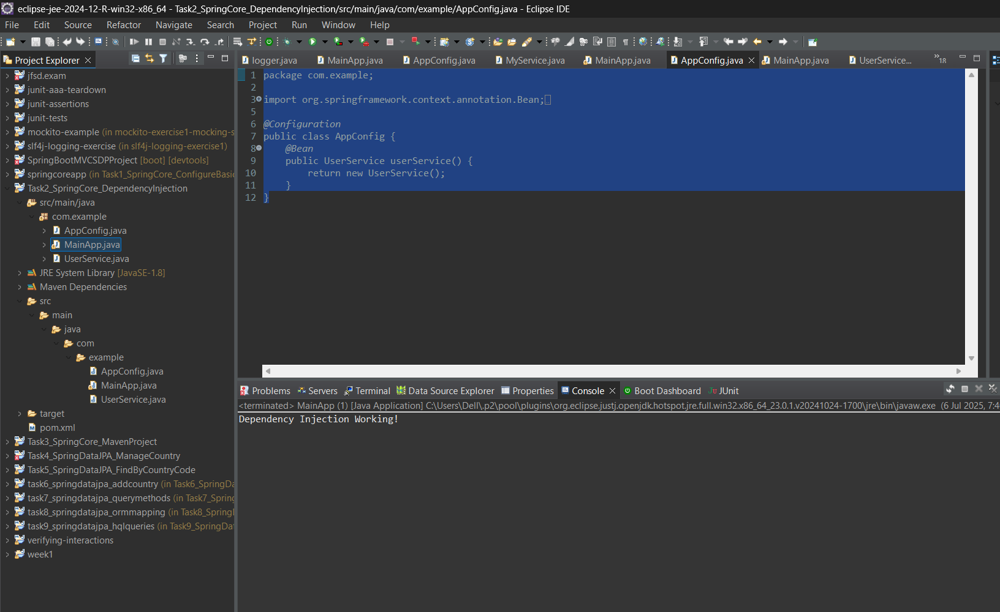 eclipse-jee-2024-12-R-win32-x86_64 - Task2_SpringCore_DependencyInjection/src/main/java/com/example/AppConfig.java - Eclipse IDE
File Edit Source Refactor Navigate Search Project Run Window Help
Project Explorer
jfsd.exam
junit-aaa-teardown
junit-assertions
junit-tests
mockito-example (in mockito-exercise1-mocking-s
slf4j-logging-exercise (in slf4j-logging-exercise1)
SpringBootMVCSDPProject [boot] [devtools]
springcoreapp (in Task1_SpringCore_ConfigureBasic
Task2_SpringCore_DependencyInjection
src/main/java
com.example
AppConfig.java
MainApp.java
UserService.java
JRE System Library [JavaSE-1.8]
Maven Dependencies
src
main
java
com
example
AppConfig.java
MainApp.java
UserService.java
target
pom.xml
Task3_SpringCore_MavenProject
Task4_SpringDataJPA_ManageCountry
Task5_SpringDataJPA_FindByCountryCode
task6_springdatajpa_addcountry (in Task6_SpringDa
task7_springdatajpa_querymethods (in Task7_Spring
task8_springdatajpa_ormmapping (in Task8_Spring
task9_springdatajpa_hqlqueries (in Task9_SpringDat
verifying-interactions
week1
logger.java MainApp.java AppConfig.java MyService.java MainApp.java AppConfig.java MainApp.java UserService... »18
1 package com.example;
2
3 import org.springframework.context.annotation.Bean;
5
6 @Configuration
7 public class AppConfig {
8 @Bean
9 public UserService userService() {
10 return new UserService();
11 }
12 }
Problems Servers Terminal Data Source Explorer Properties Console Boot Dashboard JUnit
<terminated> MainApp (1) [Java Application] C:\Users\Dell\.p2\pool\plugins\org.eclipse.justj.openjdk.hotspot.jre.full.win32.x86_64_23.0.1.v20241024-1700\jre\bin\javaw.exe (6 Jul 2025, 7:4
Dependency Injection Working!